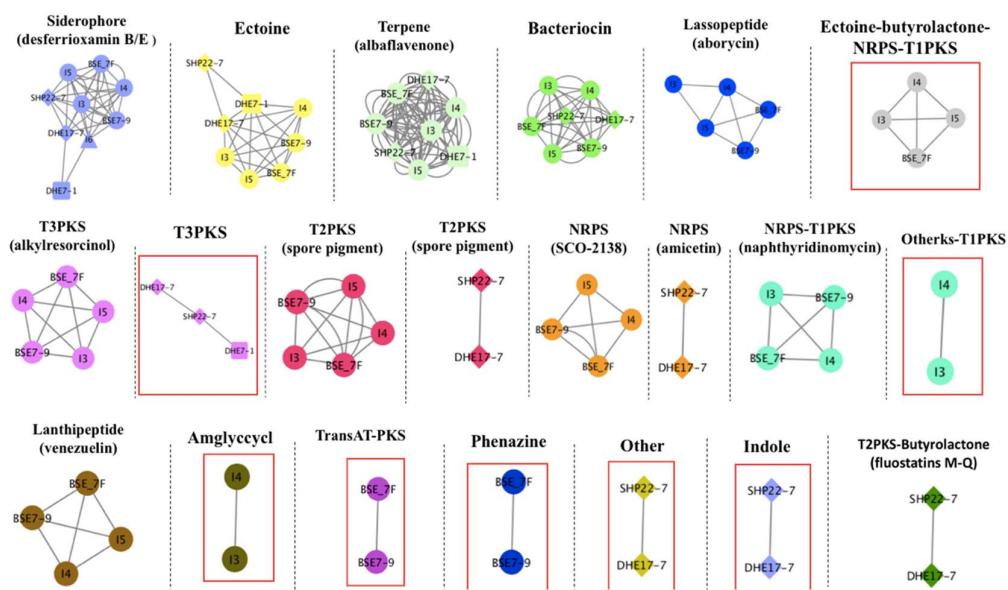 Siderophore
(desferrioxamin B/E )
BSE_7F
I5
I4
SHP22-7
I3
BSE7-9
DHE17-7
I6
DHE7-1
Ectoine
SHP22-7
DHE7-1
I4
DHE17-7
BSE7-9
I3
BSE_7F
I5
Terpene
(albaflavenone)
DHE17-7
BSE_7F
I4
BSE7-9
I3
SHP22-7
DHE7-1
I5
Bacteriocin
I3
I4
SHP22-7
DHE17-7
BSE_7F
BSE7-9
I5
Lassopeptide
(aborycin)
I3
I4
BSE_7F
I5
BSE7-9
Ectoine-butyrolactone-
NRPS-T1PKS
I4
I3
I5
BSE_7F
T3PKS
(alkylresorcinol)
BSE_7F
I4
I5
BSE7-9
I3
T3PKS
DHE17-7
SHP22-7
DHE7-1
T2PKS
(spore pigment)
I5
BSE7-9
I4
I3
BSE_7F
T2PKS
(spore pigment)
SHP22-7
DHE17-7
NRPS
(SCO-2138)
I5
I4
BSE7-9
BSE_7F
NRPS
(amicetin)
SHP22-7
DHE17-7
NRPS-T1PKS
(naphthyridinomycin)
I3
BSE7-9
BSE_7F
I4
Otherks-T1PKS
I4
I3
Lanthipeptide
(venezuelin)
BSE_7F
BSE7-9
I5
I4
Amglyccycl
I4
I3
TransAT-PKS
BSE_7F
BSE7-9
Phenazine
BSE_7F
BSE7-9
Other
SHP22-7
DHE17-7
Indole
SHP22-7
DHE17-7
T2PKS-Butyrolactone
(fluostatins M-Q)
SHP22-7
DHE17-7